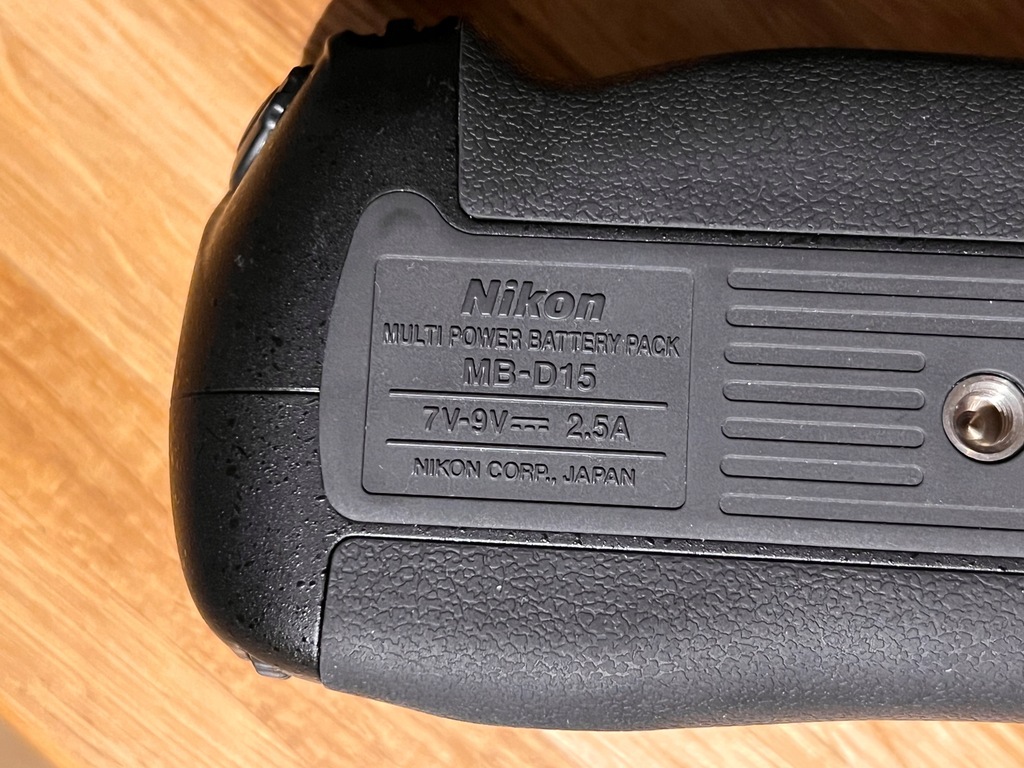 Nikon
MULTI POWER BATTERY PACK
MB-D15
7V-9V⎓ 2.5A
NIKON CORP., JAPAN